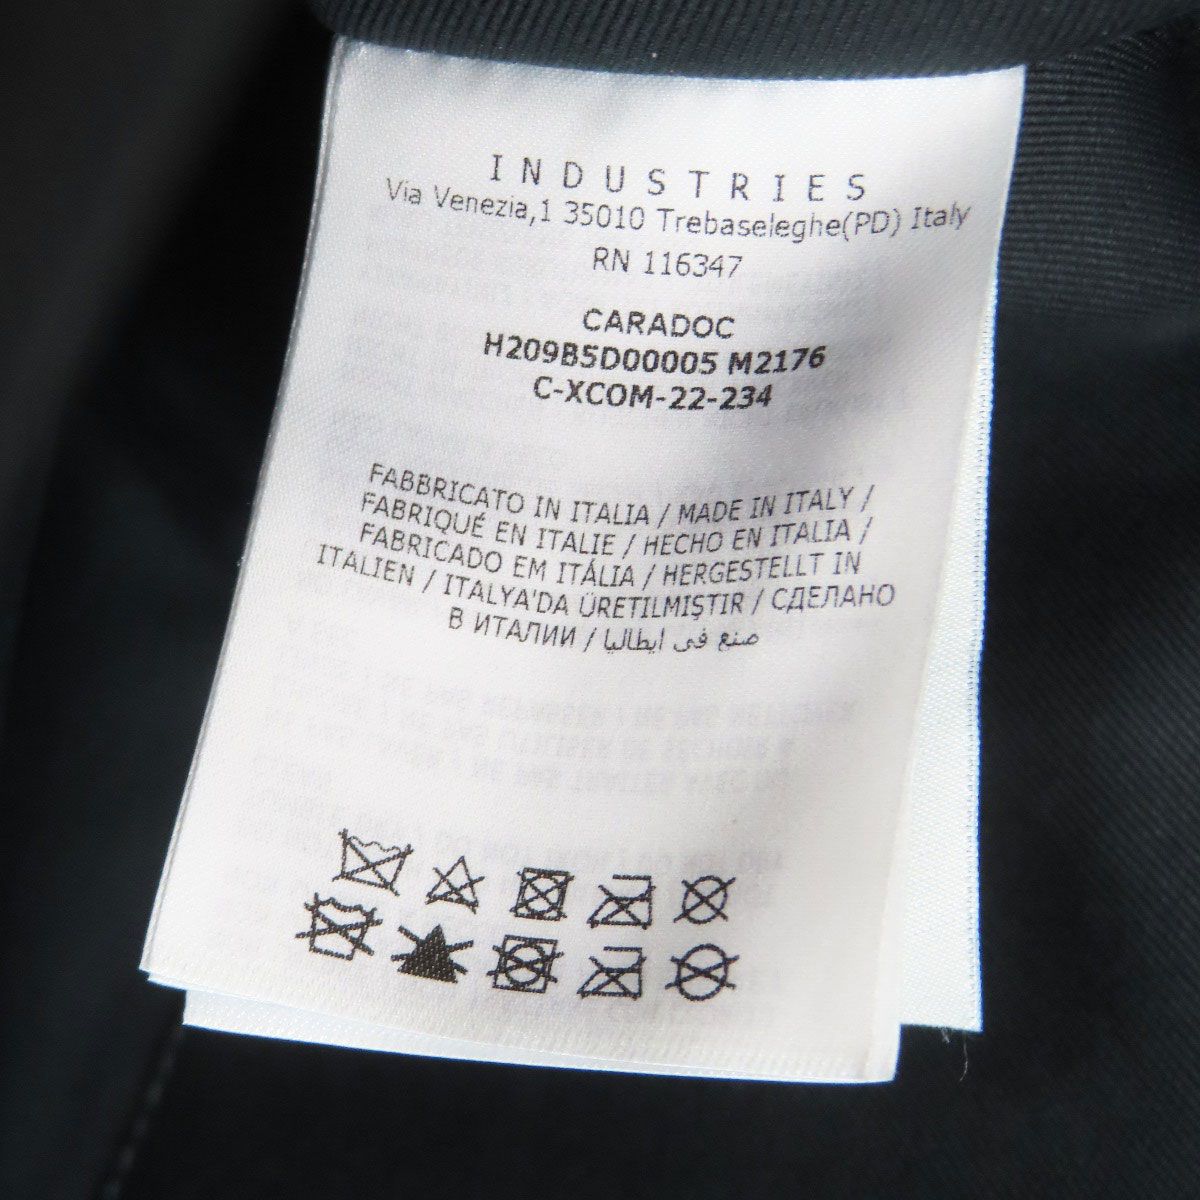 INDUSTRIES
Via Venezia,1 35010 Trebaseleghe(PD) Italy
RN 116347
CARADOC
H209B5D00005 M2176
C-XCOM-22-234
FABBRICATO IN ITALIA / MADE IN ITALY /
FABRIQUÉ EN ITALIE / HECHO EN ITALIA /
FABRICADO EM ITÁLIA / HERGESTELLT IN
ITALIEN / ITALYA'DA ÜRETILMIŞTIR / СДЕЛАНО
В ИТАЛИИ / صنع في ايطاليا